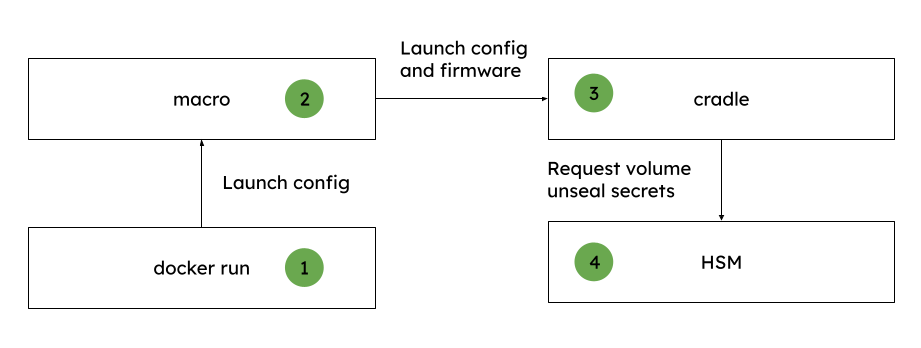 Launch config
and firmware
macro
2
3
cradle
Launch config
Request volume
unseal secrets
docker run
1
4
HSM